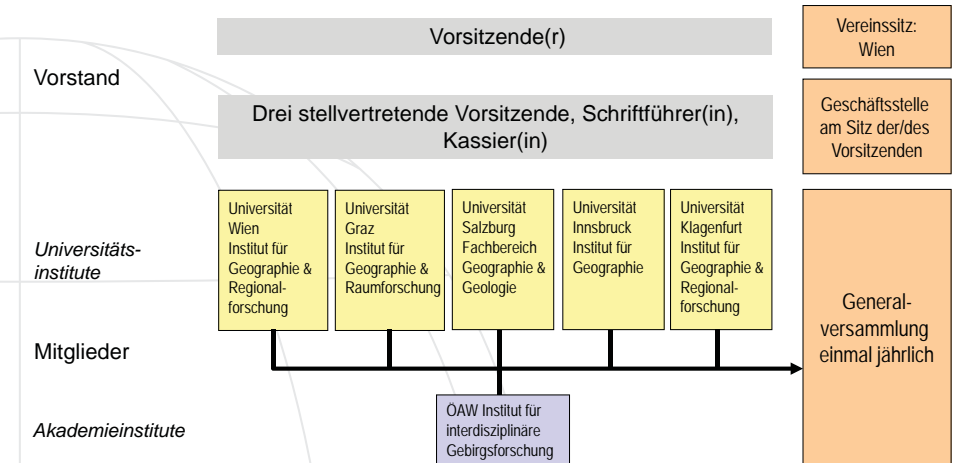 Vorsitzende(r)
Vereinssitz:
Wien
Vorstand
Drei stellvertretende Vorsitzende, Schriftführer(in),
Kassier(in)
Geschäftsstelle
am Sitz der/des
Vorsitzenden
Universitäts-
institute
Universität
Wien
Institut für
Geographie &
Regional-
forschung
Universität
Graz
Institut für
Geographie &
Raumforschung
Universität
Salzburg
Fachbereich
Geographie &
Geologie
Universität
Innsbruck
Institut für
Geographie
Universität
Klagenfurt
Institut für
Geographie &
Regional-
forschung
General-
versammlung
einmal jährlich
Mitglieder
Akademieinstitute
ÖAW Institut für
interdisziplinäre
Gebirgsforschung